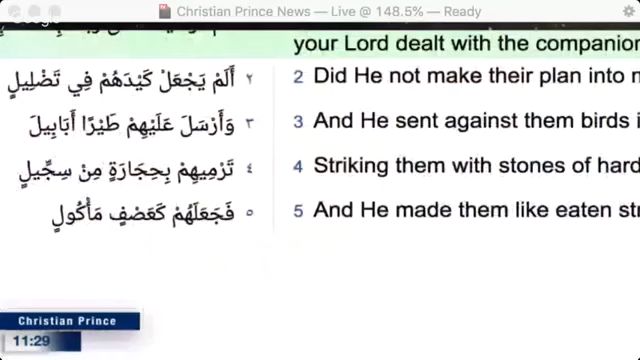 Christian Prince News — Live @ 148.5% — Ready
your Lord dealt with the companion
٢ أَلَمْ يَجْعَلْ كَيْدَهُمْ فِي تَضْلِيلٍ
2 Did He not make their plan into
٣ وَأَرْسَلَ عَلَيْهِمْ طَيْرًا أَبَابِيلَ
3 And He sent against them birds
٤ تَرْمِيهِمْ بِحِجَارَةٍ مِنْ سِجِّيلٍ
4 Striking them with stones of hard
٥ فَجَعَلَهُمْ كَعَصْفٍ مَأْكُولٍ
5 And He made them like eaten str
Christian Prince
11:29